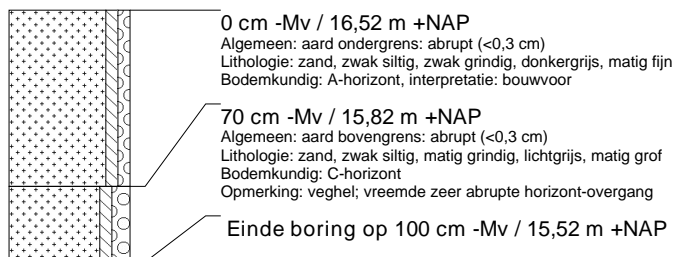 0 cm -Mv / 16,52 m +NAP
Algemeen: aard ondergrens: abrupt (<0,3 cm)
Lithologie: zand, zwak siltig, zwak grindig, donkergrijs, matig fijn
Bodemkundig: A-horizont, interpretatie: bouwvoor
70 cm -Mv / 15,82 m +NAP
Algemeen: aard bovengrens: abrupt (<0,3 cm)
Lithologie: zand, zwak siltig, matig grindig, lichtgrijs, matig grof
Bodemkundig: C-horizont
Opmerking: veghel; vreemde zeer abrupte horizont-overgang
Einde boring op 100 cm -Mv / 15,52 m +NAP